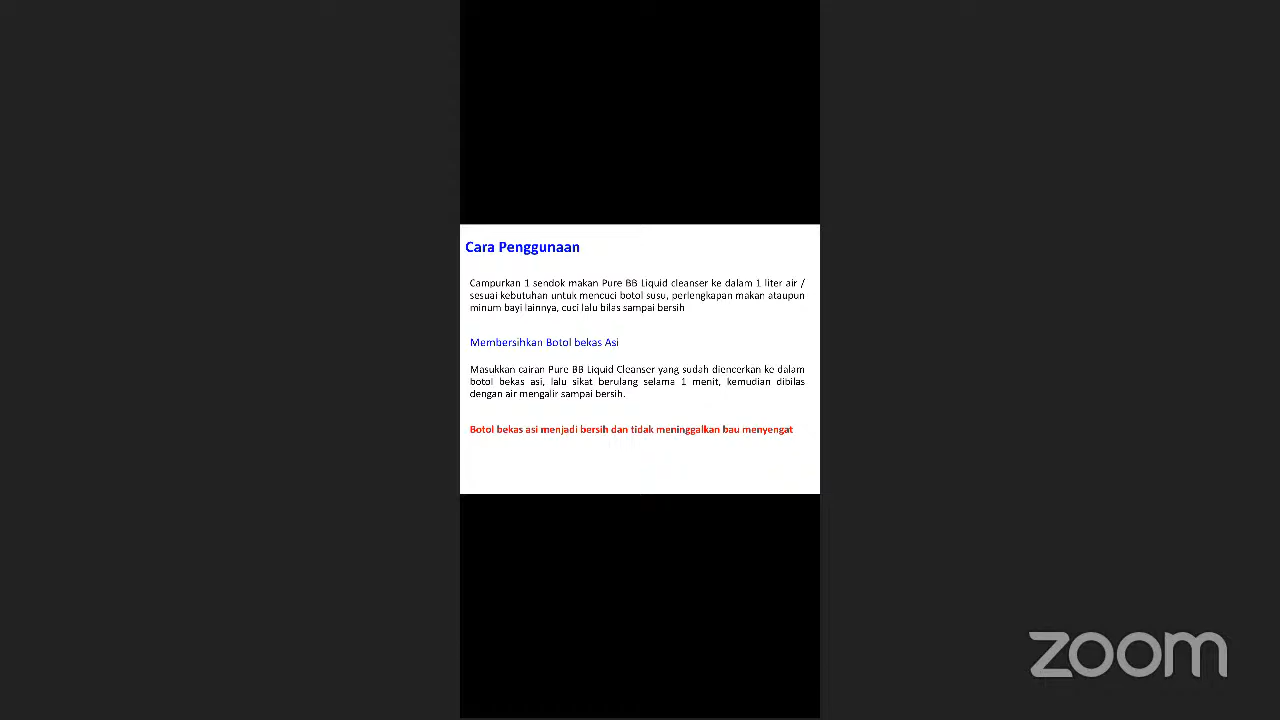 Cara Penggunaan
Campurkan 1 sendok makan Pure BB Liquid cleanser ke dalam 1 liter air /
sesuai kebutuhan untuk mencuci botol susu, perlengkapan makan ataupun
minum bayi lainnya, cuci lalu bilas sampai bersih
Membersihkan Botol bekas Asi
Masukkan cairan Pure BB Liquid Cleanser yang sudah diencerkan ke dalam
botol bekas asi, lalu sikat berulang selama 1 menit, kemudian dibilas
dengan air mengalir sampai bersih.
Botol bekas asi menjadi bersih dan tidak meninggalkan bau menyengat
zoom